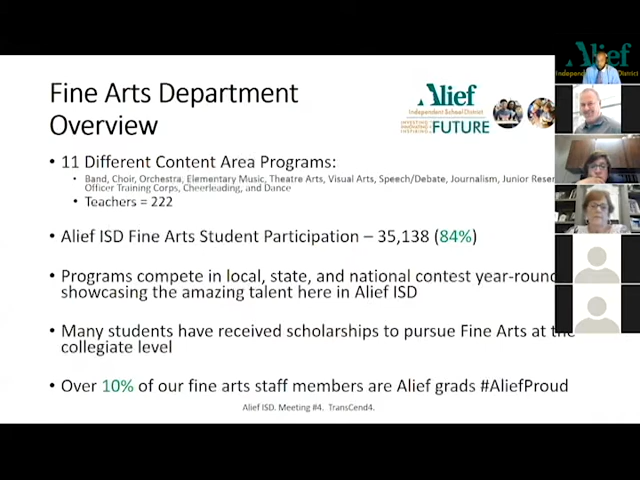 Fine Arts Department
Overview
Alief
Independent School District
FUTURE
• 11 Different Content Area Programs:
• Band, Choir, Orchestra, Elementary Music, Theatre Arts, Visual Arts, Speech/Debate, Journalism, Junior Reser
Officer Training Corps, Cheerleading, and Dance
• Teachers = 222
• Alief ISD Fine Arts Student Participation – 35,138 (84%)
• Programs compete in local, state, and national contest year-round
showcasing the amazing talent here in Alief ISD
• Many students have received scholarships to pursue Fine Arts at the
collegiate level
• Over 10% of our fine arts staff members are Alief grads #AliefProud
Alief ISD. Meeting #4. TransCend4.
Alief